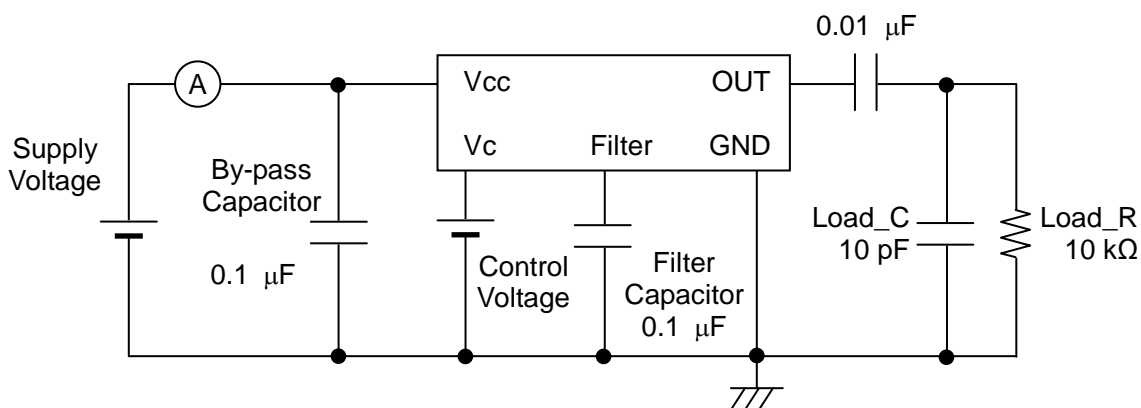 0.01 μF
A
Vcc
OUT
Vc
Filter
GND
Supply
Voltage
By-pass
Capacitor
0.1 μF
Control
Voltage
Filter
Capacitor
0.1 μF
Load_C
10 pF
Load_R
10 kΩ